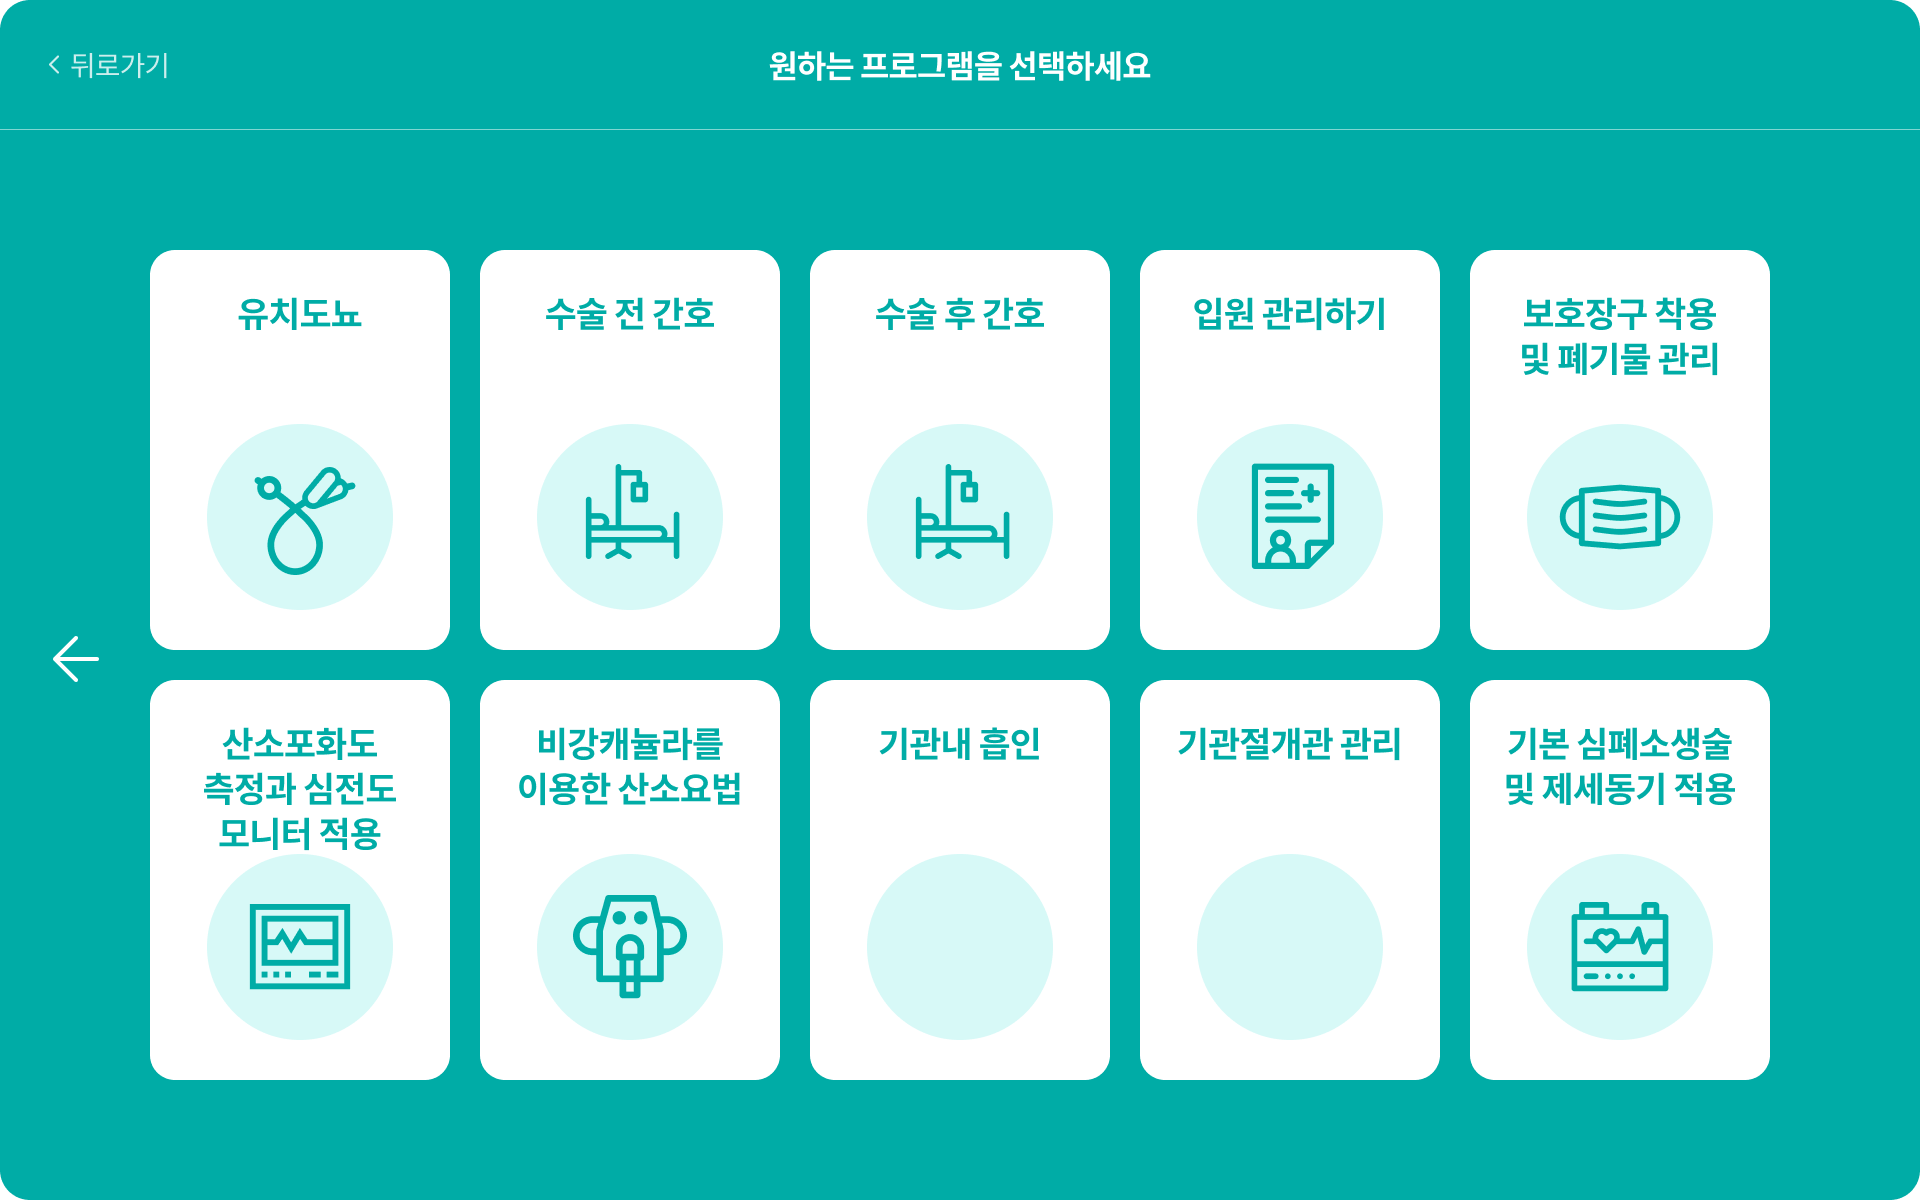 뒤로가기
원하는 프로그램을 선택하세요
유치도뇨
수술 전 간호
수술 후 간호
입원 관리하기
보호장구 착용
및 폐기물 관리
산소포화도
측정과 심전도
모니터 적용
비강캐뉼라를
이용한 산소요법
기관내 흡인
기관절개관 관리
기본 심폐소생술
및 제세동기 적용